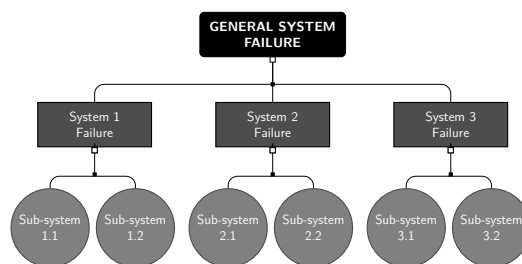 GENERAL SYSTEM
FAILURE
System 1
Failure
System 2
Failure
System 3
Failure
Sub-system
1.1
Sub-system
1.2
Sub-system
2.1
Sub-system
2.2
Sub-system
3.1
Sub-system
3.2